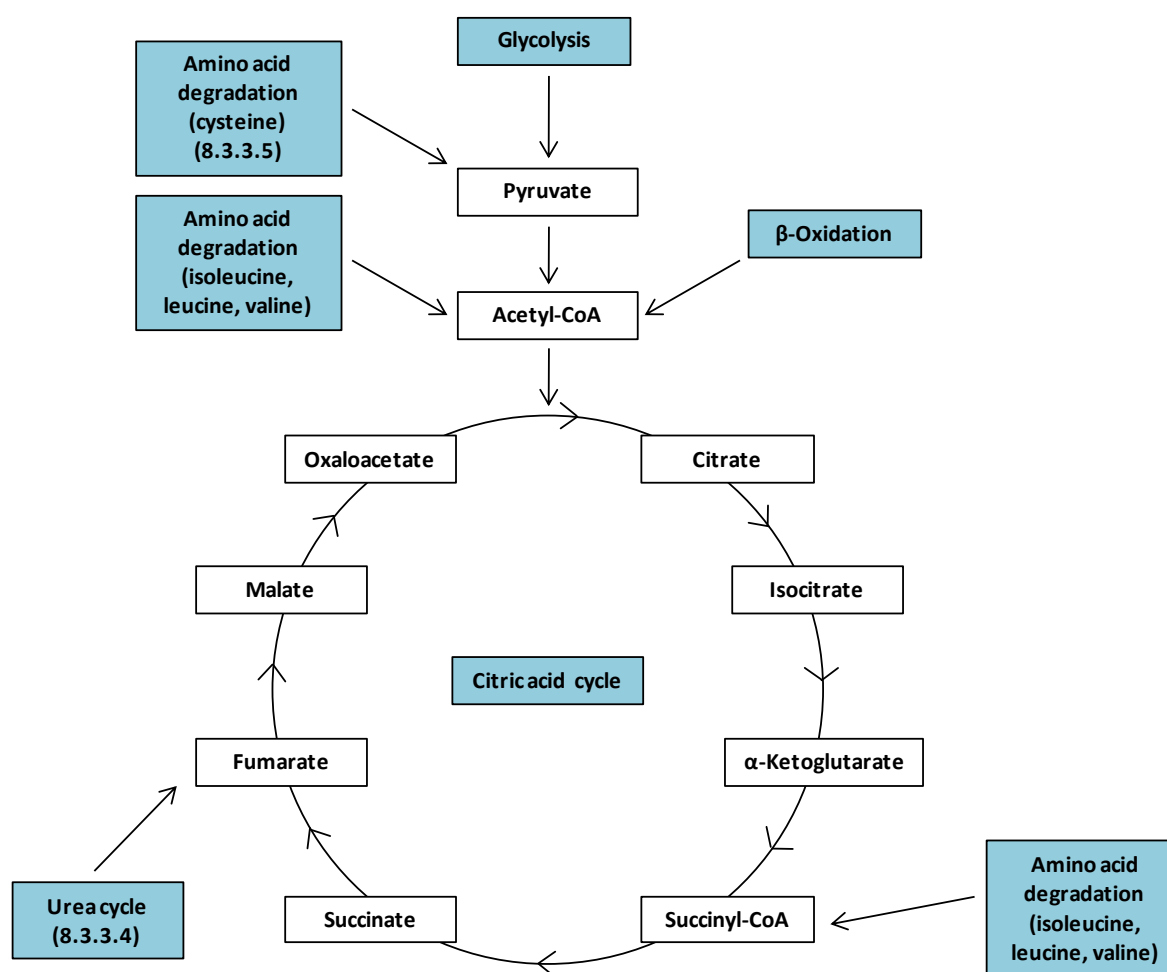 Glycolysis
Amino acid
degradation
(cysteine)
(8.3.3.5)
Pyruvate
Amino acid
degradation
(isoleucine,
leucine, valine)
β-Oxidation
Acetyl-CoA
Oxaloacetate
Citrate
Malate
Isocitrate
Citric acid cycle
Fumarate
α-Ketoglutarate
Urea cycle
(8.3.3.4)
Succinate
Succinyl-CoA
Amino acid
degradation
(isoleucine,
leucine, valine)